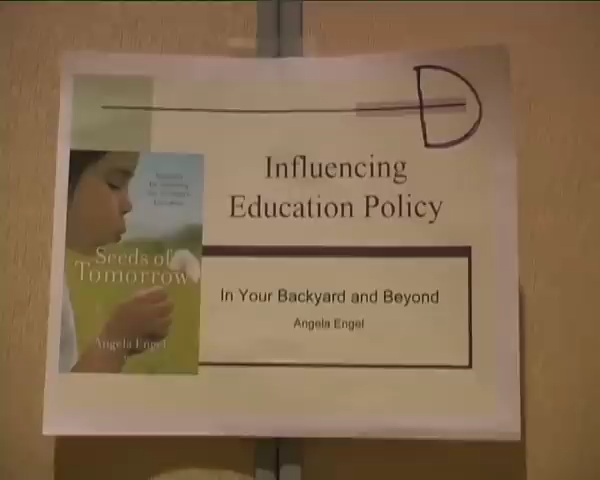 D
Influencing
Education Policy
Seeds of
Tomorrow
Angela Engel
In Your Backyard and Beyond
Angela Engel